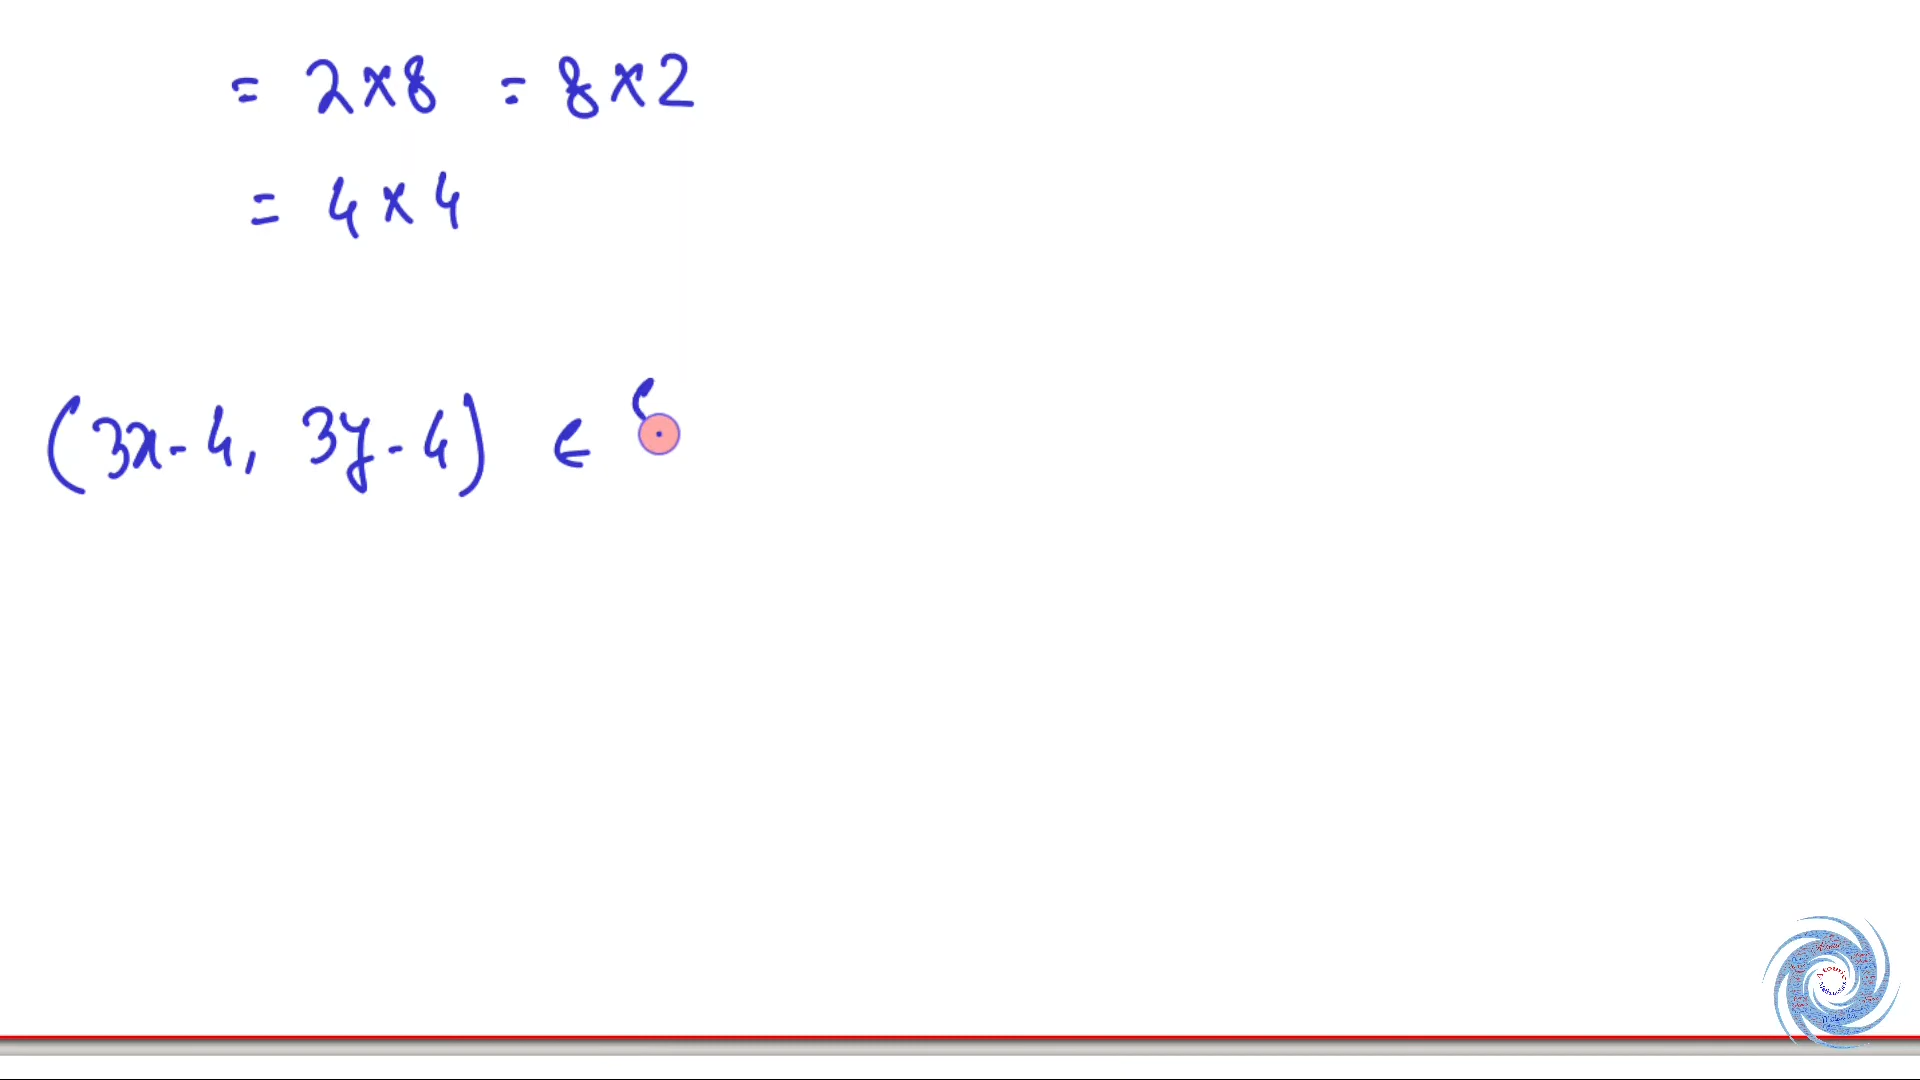 = 2×8 = 8×2
= 4×4
(3x-4, 3y-4) ∈